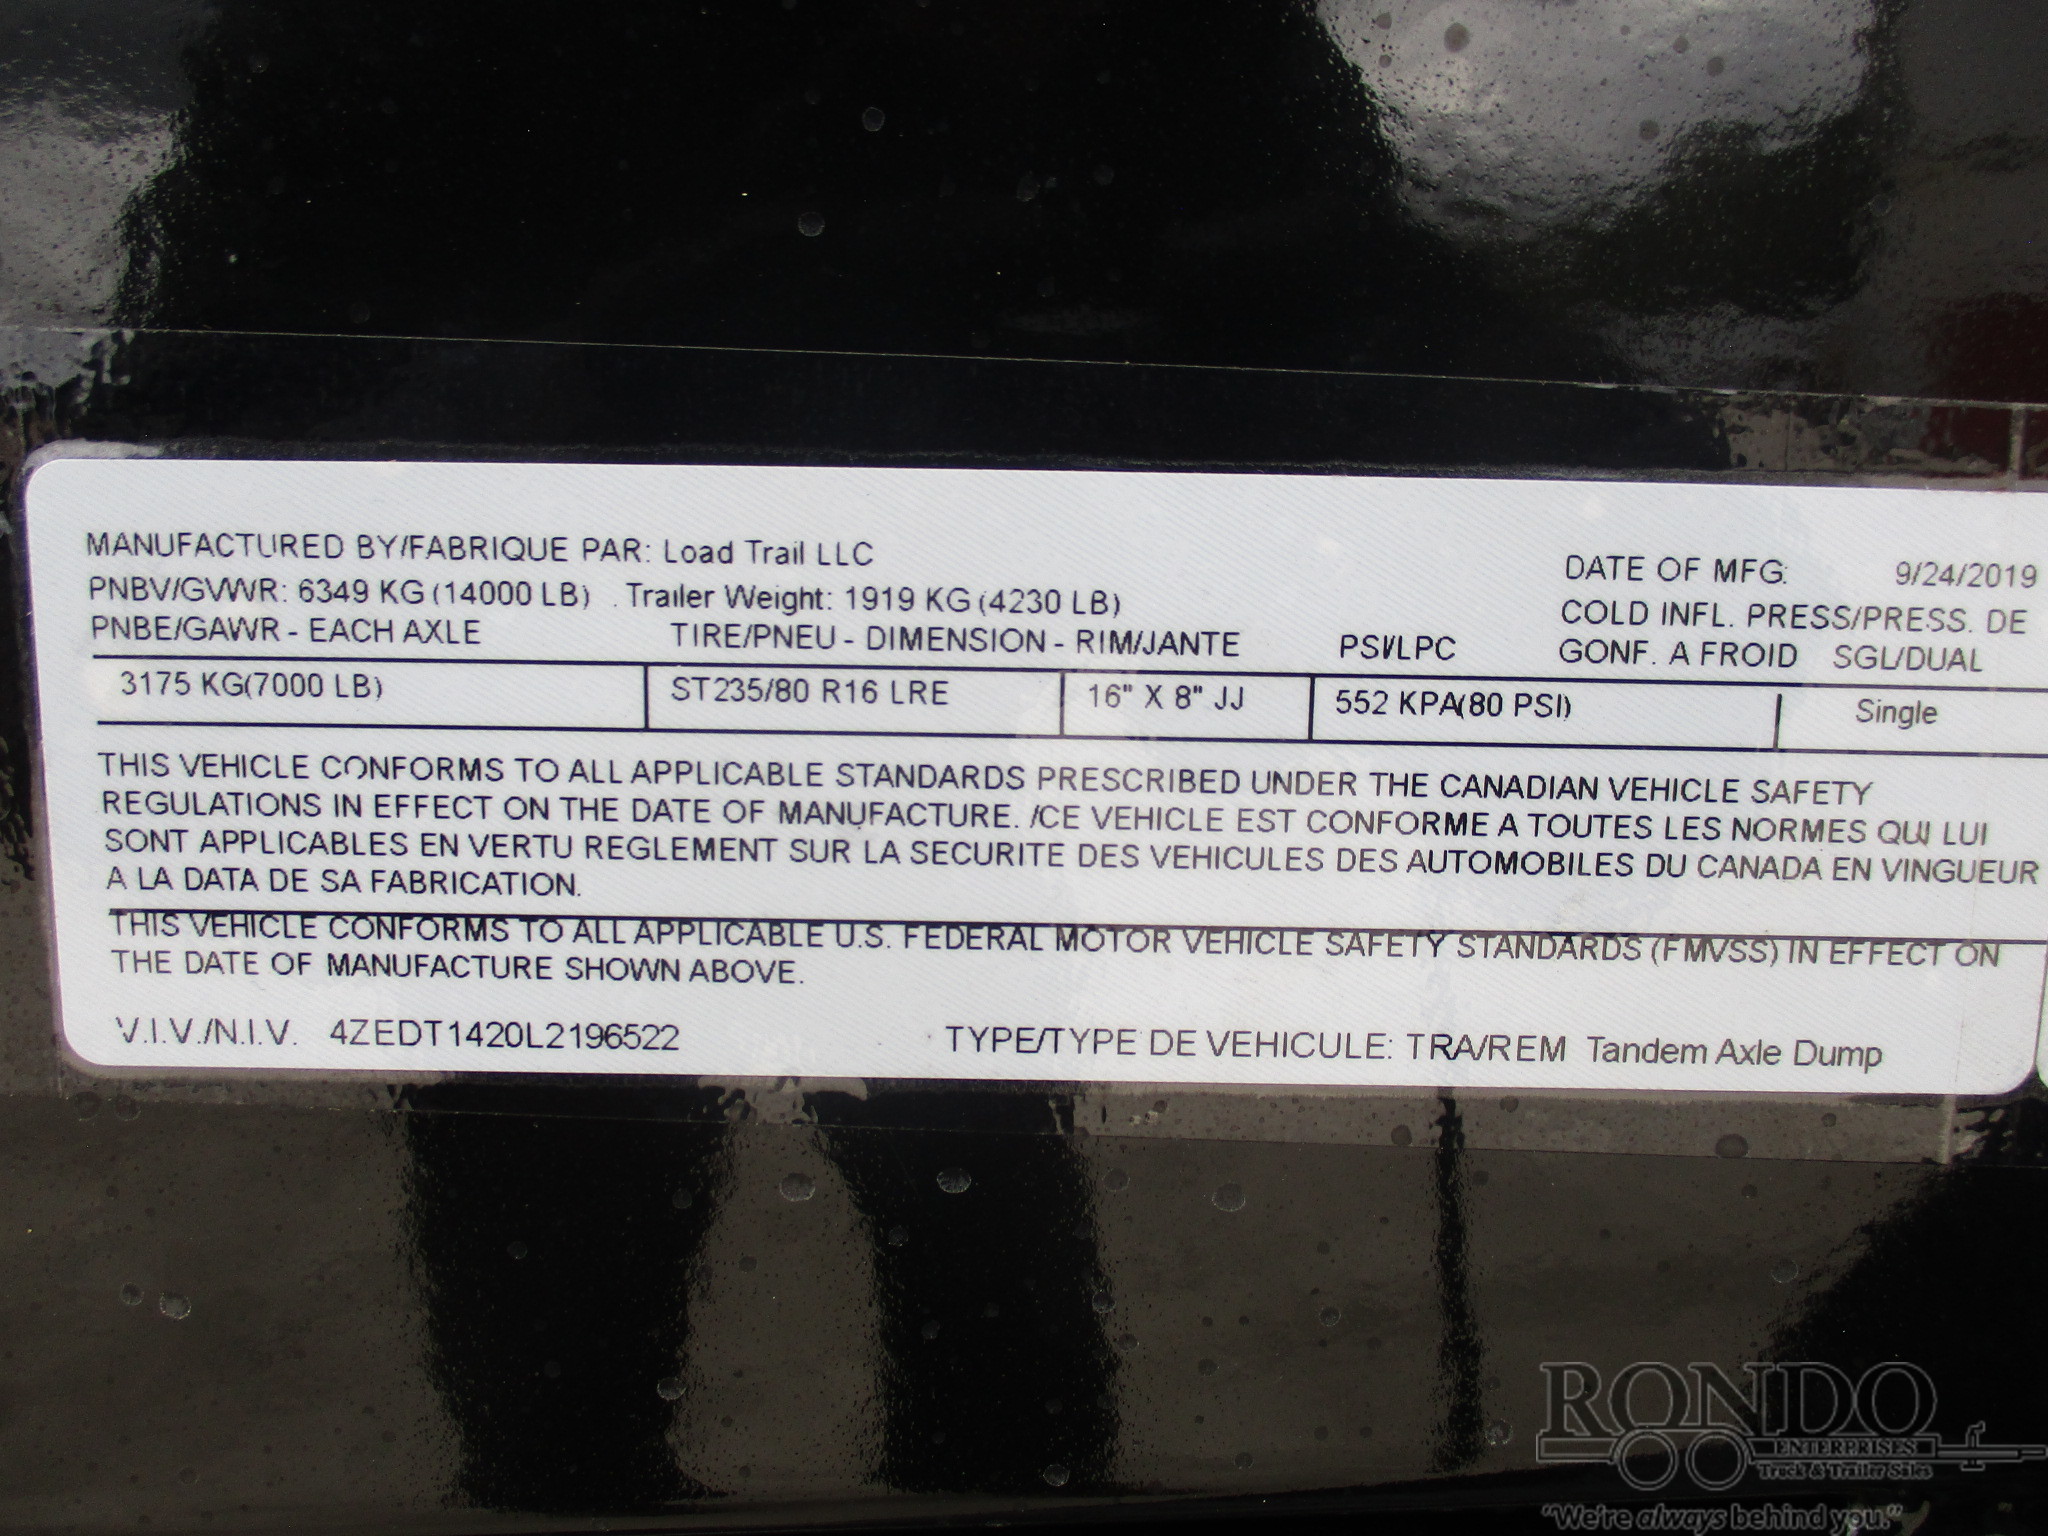 MANUFACTURED BY/FABRIQUE PAR: Load Trail LLC DATE OF MFG: 9/24/2019
PNBV/GVWR: 6349 KG (14000 LB) . Trailer Weight: 1919 KG (4230 LB) COLD INFL. PRESS/PRESS. DE
PNBE/GAWR - EACH AXLE TIRE/PNEU - DIMENSION - RIM/JANTE PSI/LPC GONF. A FROID SGL/DUAL
3175 KG(7000 LB) ST235/80 R16 LRE 16" X 8" JJ 552 KPA(80 PSI) Single
THIS VEHICLE CONFORMS TO ALL APPLICABLE STANDARDS PRESCRIBED UNDER THE CANADIAN VEHICLE SAFETY
REGULATIONS IN EFFECT ON THE DATE OF MANUFACTURE. /CE VEHICLE EST CONFORME A TOUTES LES NORMES QUI LUI
SONT APPLICABLES EN VERTU REGLEMENT SUR LA SECURITE DES VEHICULES DES AUTOMOBILES DU CANADA EN VINGUEUR
A LA DATA DE SA FABRICATION.
THIS VEHICLE CONFORMS TO ALL APPLICABLE U.S. FEDERAL MOTOR VEHICLE SAFETY STANDARDS (FMVSS) IN EFFECT ON
THE DATE OF MANUFACTURE SHOWN ABOVE.
V.I.V./N.I.V. 4ZEDT1420L2196522 TYPE/TYPE DE VEHICULE: TRA/REM Tandem Axle Dump
RONDO
ENTERPRISES
Truck & Trailer Sales
"We're always behind you."